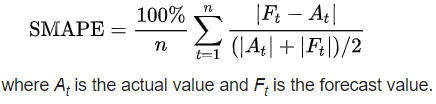 SMAPE = 100% / n \sum_{t=1}^{n} |F_t − A_t| / ((|A_t| + |F_t|)/2)
where A_t is the actual value and F_t is the forecast value.